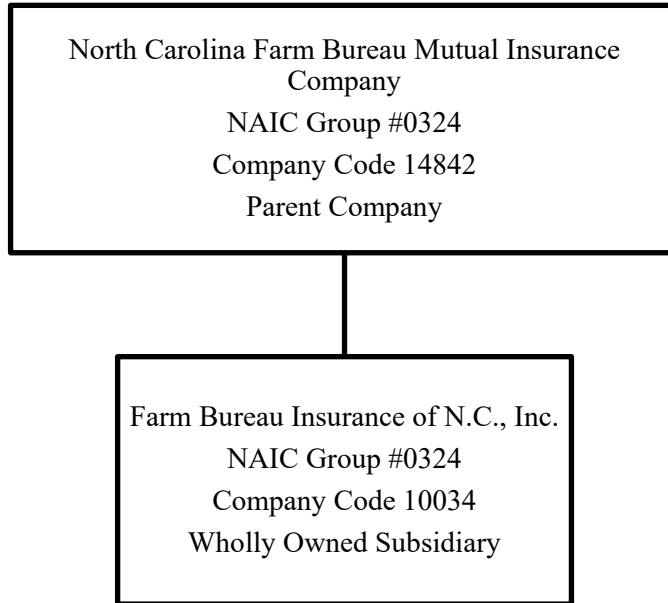 North Carolina Farm Bureau Mutual Insurance
Company
NAIC Group #0324
Company Code 14842
Parent Company
Farm Bureau Insurance of N.C., Inc.
NAIC Group #0324
Company Code 10034
Wholly Owned Subsidiary